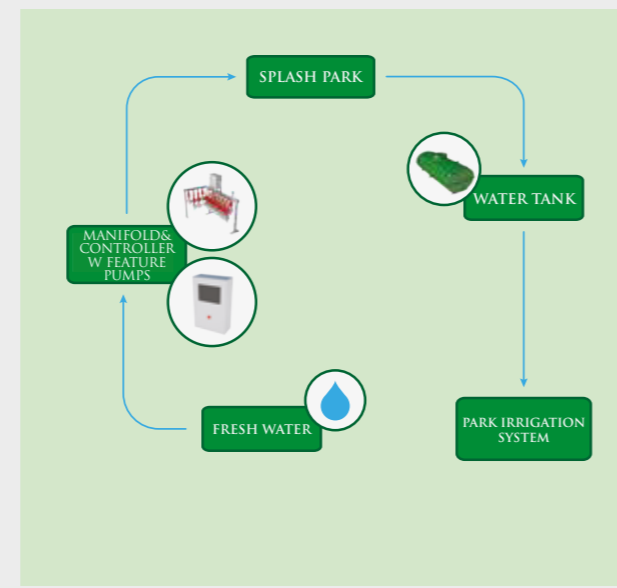 SPLASH PARK
WATER TANK
MANIFOLD&
CONTROLLER
W FEATURE
PUMPS
FRESH WATER
PARK IRRIGATION
SYSTEM